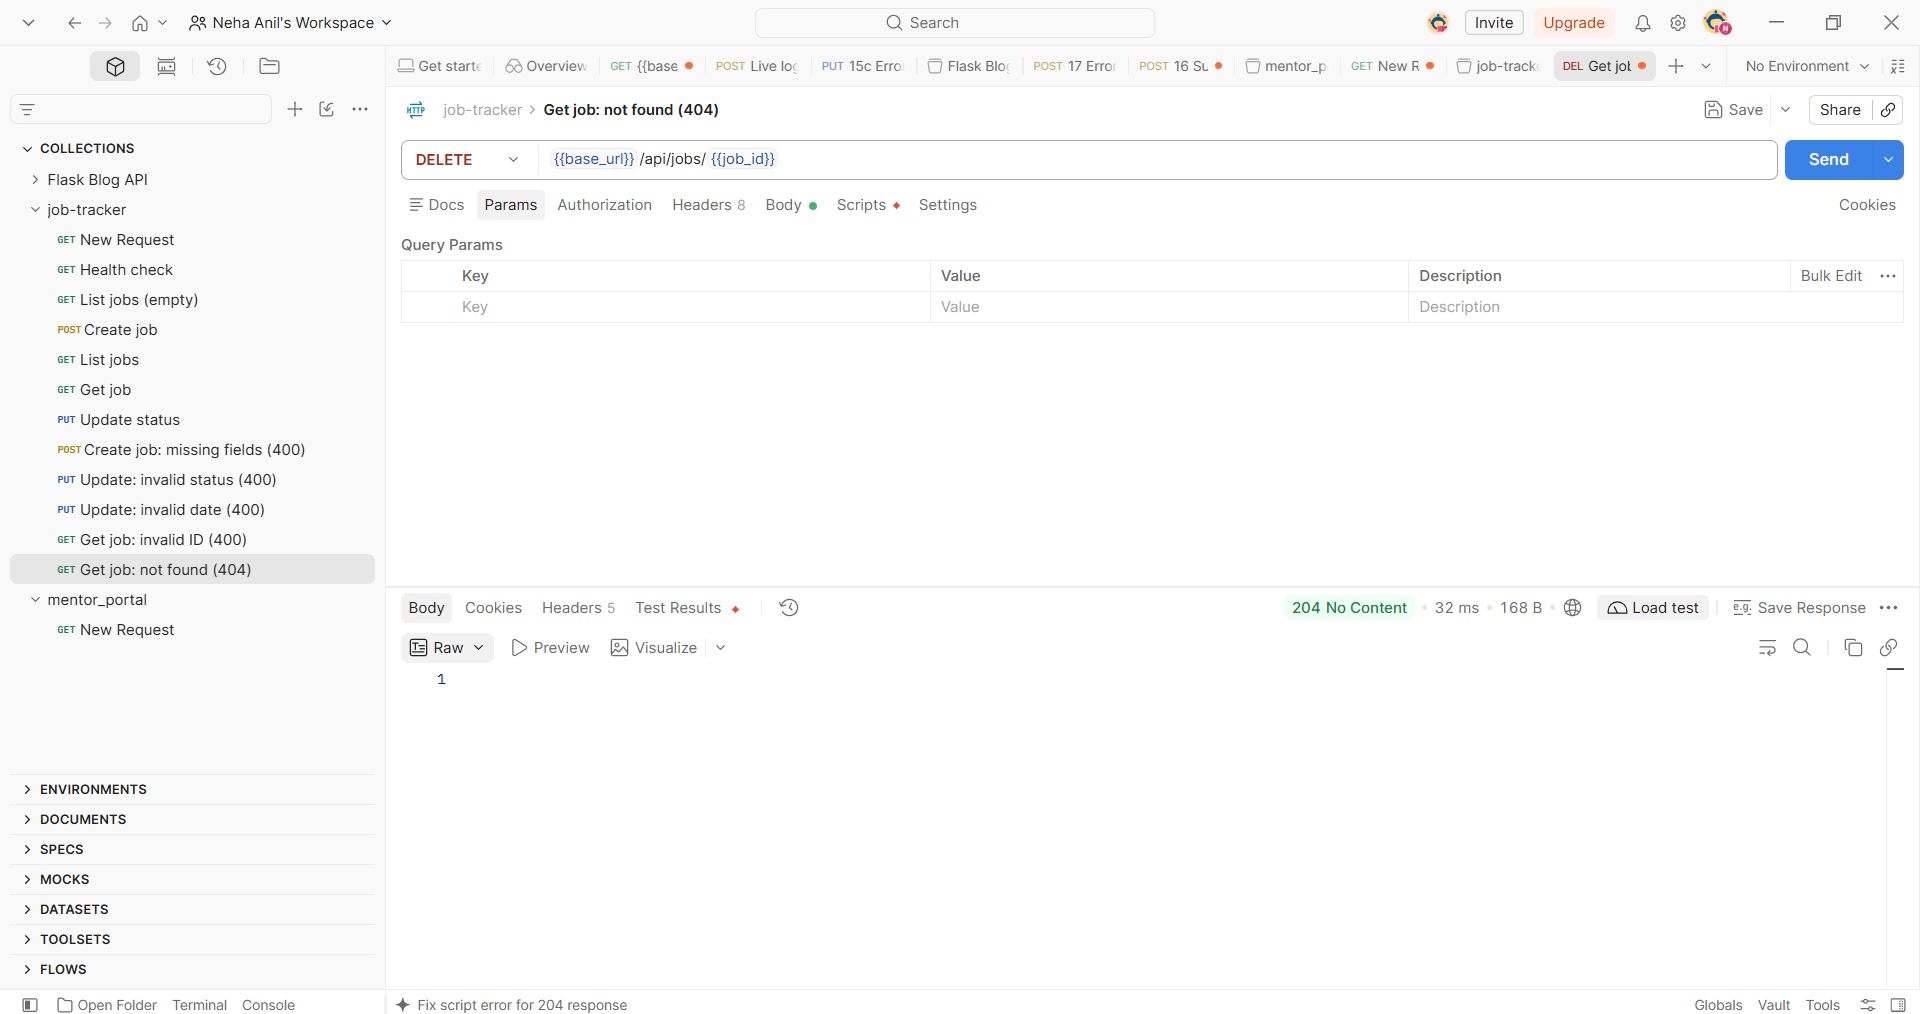 Neha Anil's Workspace
Search
Invite
Upgrade
N
Get starte
Overview
GET {{base
POST Live log
PUT 15c Erro
Flask Blog
POST 17 Erro
POST 16 Su
mentor_p
GET New R
job-track
DEL Get jo
No Environment
COLLECTIONS
Flask Blog API
job-tracker
GET New Request
GET Health check
GET List jobs (empty)
POST Create job
GET List jobs
GET Get job
PUT Update status
POST Create job: missing fields (400)
PUT Update: invalid status (400)
PUT Update: invalid date (400)
GET Get job: invalid ID (400)
GET Get job: not found (404)
mentor_portal
GET New Request
ENVIRONMENTS
DOCUMENTS
SPECS
MOCKS
DATASETS
TOOLSETS
FLOWS
HTTP job-tracker > Get job: not found (404)
Save
Share
DELETE
{{base_url}} /api/jobs/ {{job_id}}
Send
Docs Params Authorization Headers 8 Body Scripts Settings
Cookies
Query Params
Key Value Description Bulk Edit
Key Value Description
Body Cookies Headers 5 Test Results
204 No Content 32 ms 168 B
Load test
e.g. Save Response
Raw Preview Visualize
1
Open Folder Terminal Console
Fix script error for 204 response
Globals Vault Tools